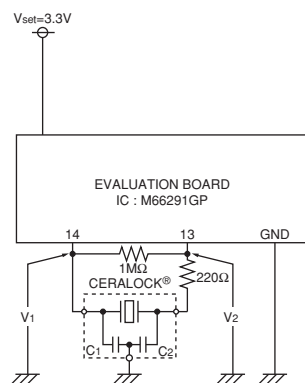 Vset=3.3V
EVALUATION BOARD
IC : M66291GP
14
13
GND
1MΩ
CERALOCK®
220Ω
V1
V2
C1
C2